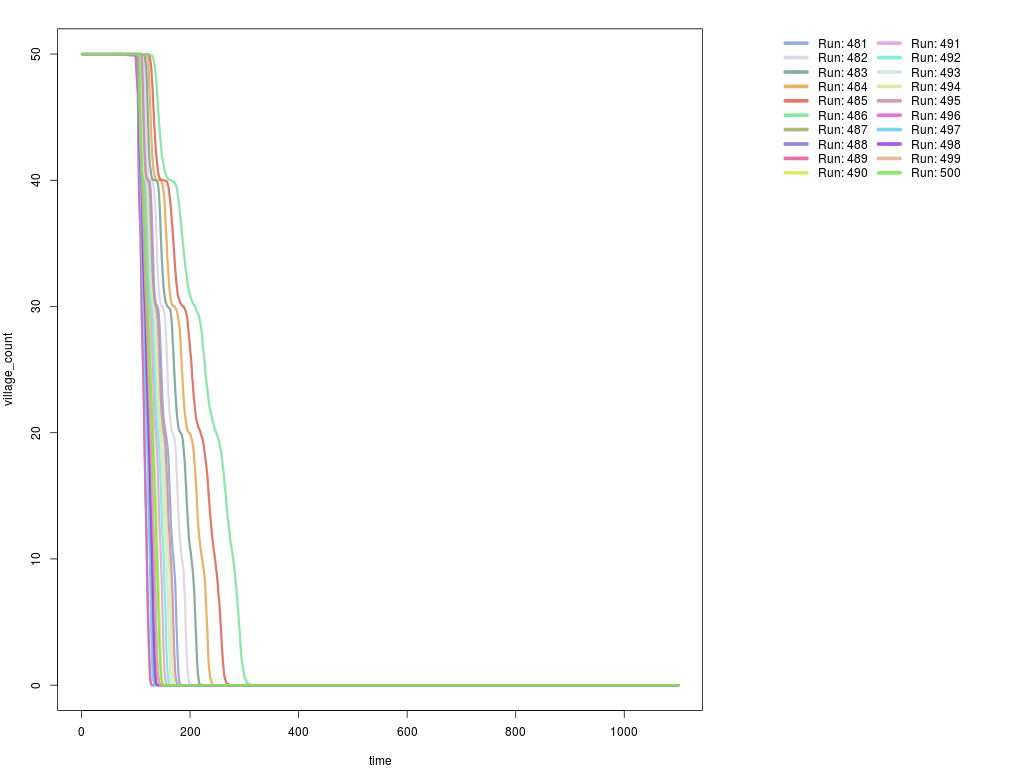 Run: 481 Run: 491
Run: 482 Run: 492
Run: 483 Run: 493
Run: 484 Run: 494
Run: 485 Run: 495
Run: 486 Run: 496
Run: 487 Run: 497
Run: 488 Run: 498
Run: 489 Run: 499
Run: 490 Run: 500
village_count
50
40
30
20
10
0
0 200 400 600 800 1000
time